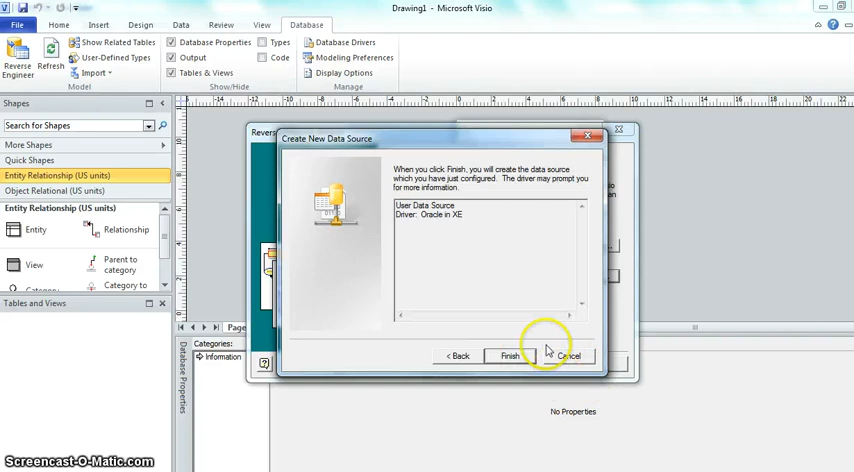 Drawing1 - Microsoft Visio
File Home Insert Design Data Review View Database
Reverse Engineer
Refresh
Show Related Tables
User-Defined Types
Import
Model
Database Properties
Output
Tables & Views
Types
Code
Show/Hide
Database Drivers
Modeling Preferences
Display Options
Manage
Shapes
Search for Shapes
More Shapes
Quick Shapes
Entity Relationship (US units)
Object Relational (US units)
Entity Relationship (US units)
Entity
Relationship
View
Parent to category
Category to
Tables and Views
Revers
Create New Data Source
When you click Finish, you will create the data source
which you have just configured. The driver may prompt you
for more information.
User Data Source
Driver: Oracle in XE
< Back
Finish
Cancel
Page
Categories:
Information
Database Properties
No Properties
Screencast-O-Matic.com